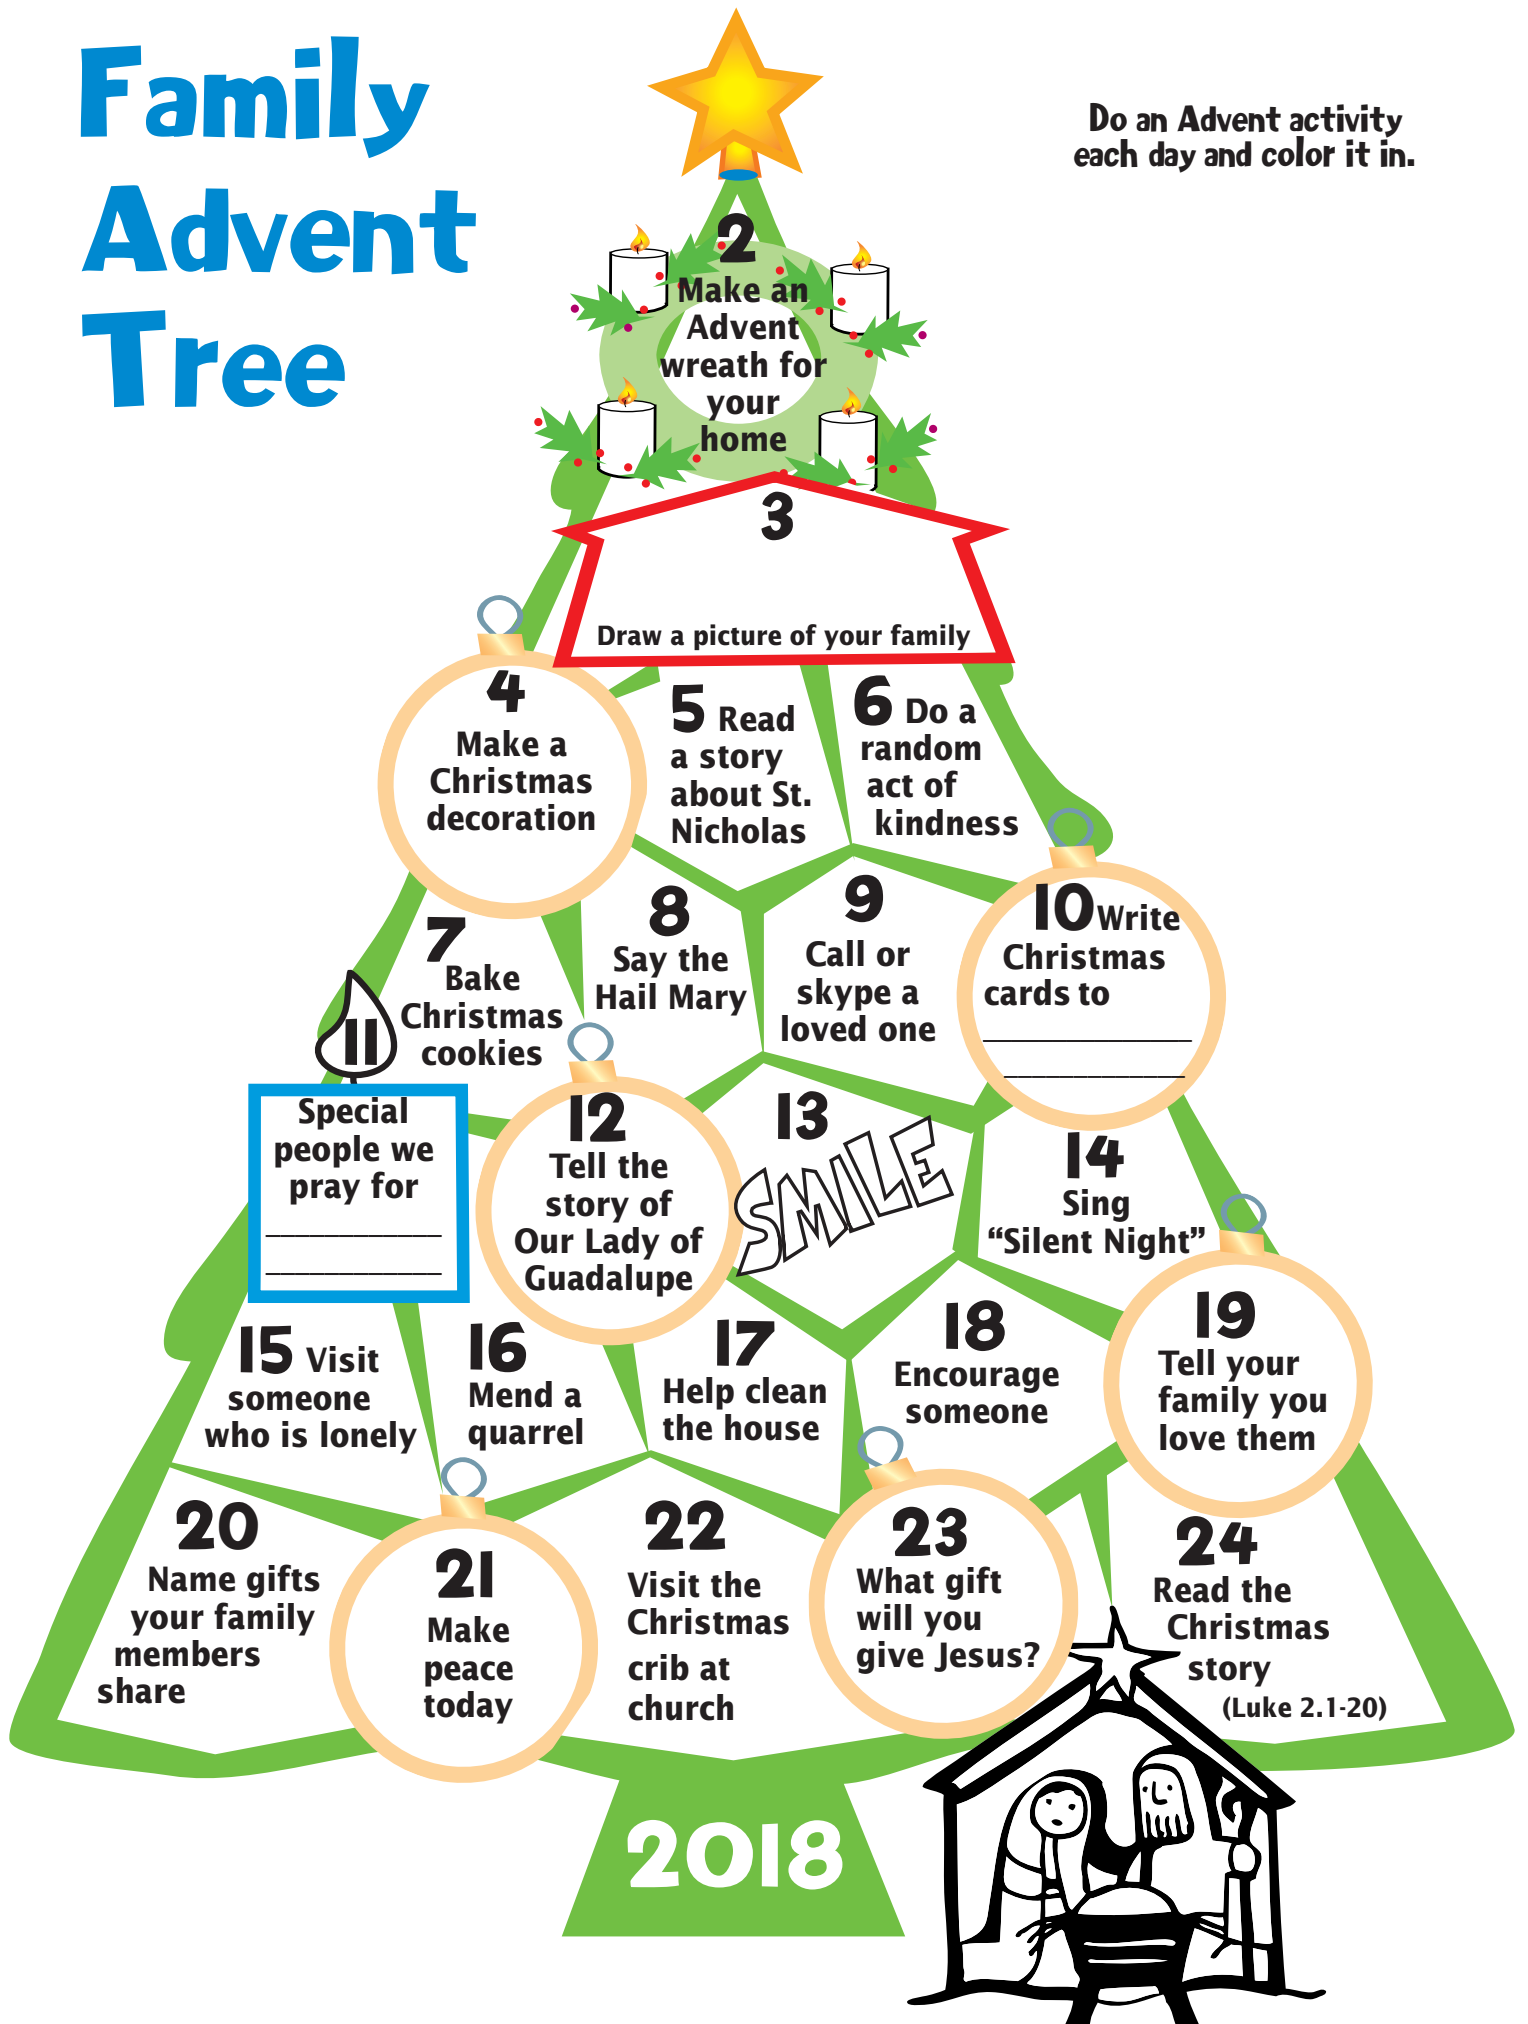 Family
Advent
Tree
Do an Advent activity
each day and color it in.
2
Make an
Advent
wreath for
your
home
3
Draw a picture of your family
4
Make a
Christmas
decoration
5 Read
a story
about St.
Nicholas
6 Do a
random
act of
kindness
7
Bake
Christmas
cookies
8
Say the
Hail Mary
9
Call or
skype a
loved one
10 Write
Christmas
cards to
11
Special
people we
pray for
12
Tell the
story of
Our Lady of
Guadalupe
13
SMILE
14
Sing
“Silent Night”
15 Visit
someone
who is lonely
16
Mend a
quarrel
17
Help clean
the house
18
Encourage
someone
19
Tell your
family you
love them
20
Name gifts
your family
members
share
21
Make
peace
today
22
Visit the
Christmas
crib at
church
23
What gift
will you
give Jesus?
24
Read the
Christmas
story
(Luke 2.1-20)
2018